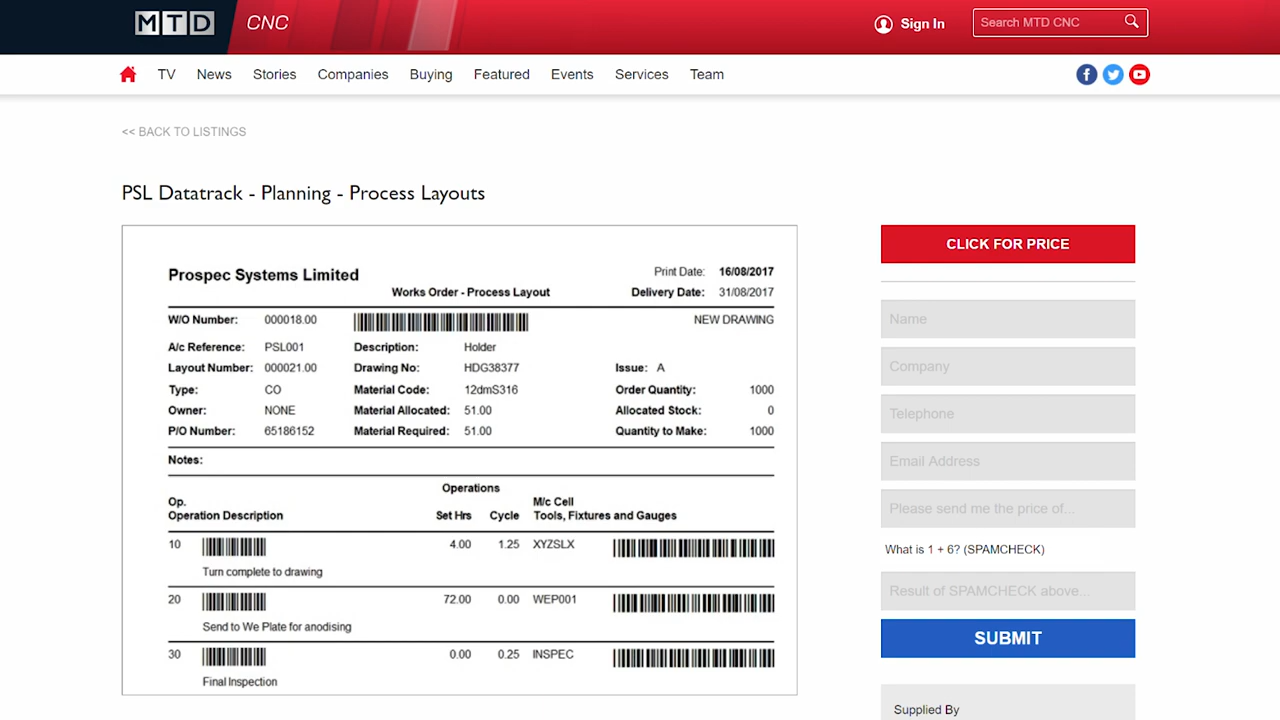 MTD CNC
Sign In
Search MTD CNC
TV News Stories Companies Buying Featured Events Services Team
<< BACK TO LISTINGS
PSL Datatrack - Planning - Process Layouts
Prospec Systems Limited
Print Date: 16/08/2017
Works Order - Process Layout
Delivery Date: 31/08/2017
W/O Number: 000018.00 NEW DRAWING
A/c Reference: PSL001 Description: Holder
Layout Number: 000021.00 Drawing No: HDG38377 Issue: A
Type: CO Material Code: 12dmS316 Order Quantity: 1000
Owner: NONE Material Allocated: 51.00 Allocated Stock: 0
P/O Number: 65186152 Material Required: 51.00 Quantity to Make: 1000
Notes:
Operations
Op. M/c Cell
Operation Description Set Hrs Cycle Tools, Fixtures and Gauges
10 4.00 1.25 XYZSLX
Turn complete to drawing
20 72.00 0.00 WEP001
Send to We Plate for anodising
30 0.00 0.25 INSPEC
Final Inspection
CLICK FOR PRICE
Name
Company
Telephone
Email Address
Please send me the price of...
What is 1 + 6? (SPAMCHECK)
Result of SPAMCHECK above...
SUBMIT
Supplied By